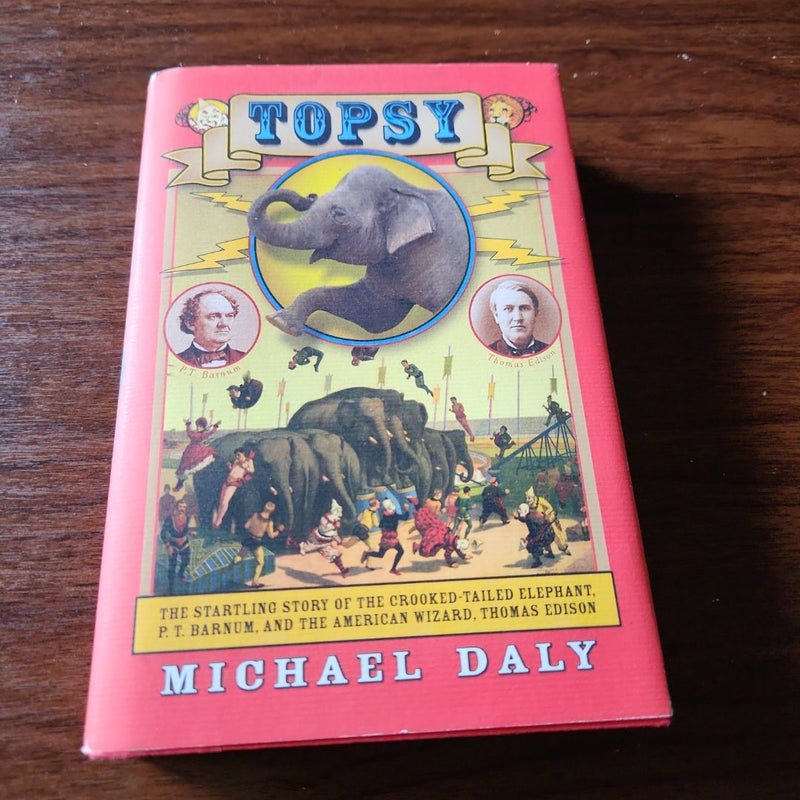 TOPSY
P.T. Barnum
Thomas Edison
THE STARTLING STORY OF THE CROOKED-TAILED ELEPHANT,
P. T. BARNUM, AND THE AMERICAN WIZARD, THOMAS EDISON
MICHAEL DALY